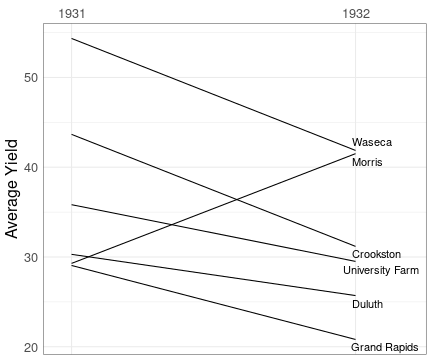 1931 1932
Average Yield
50
40
30
20
Waseca
Morris
Crookston
University Farm
Duluth
Grand Rapids